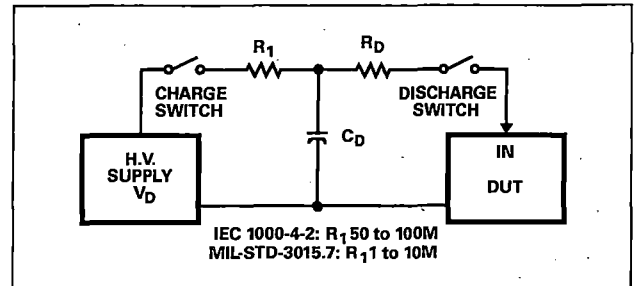 R1
RD
CHARGE
SWITCH
DISCHARGE
SWITCH
CD
H.V.
SUPPLY
VD
IN
DUT
IEC 1000-4-2: R1 50 to 100M
MIL-STD-3015.7: R1 1 to 10M